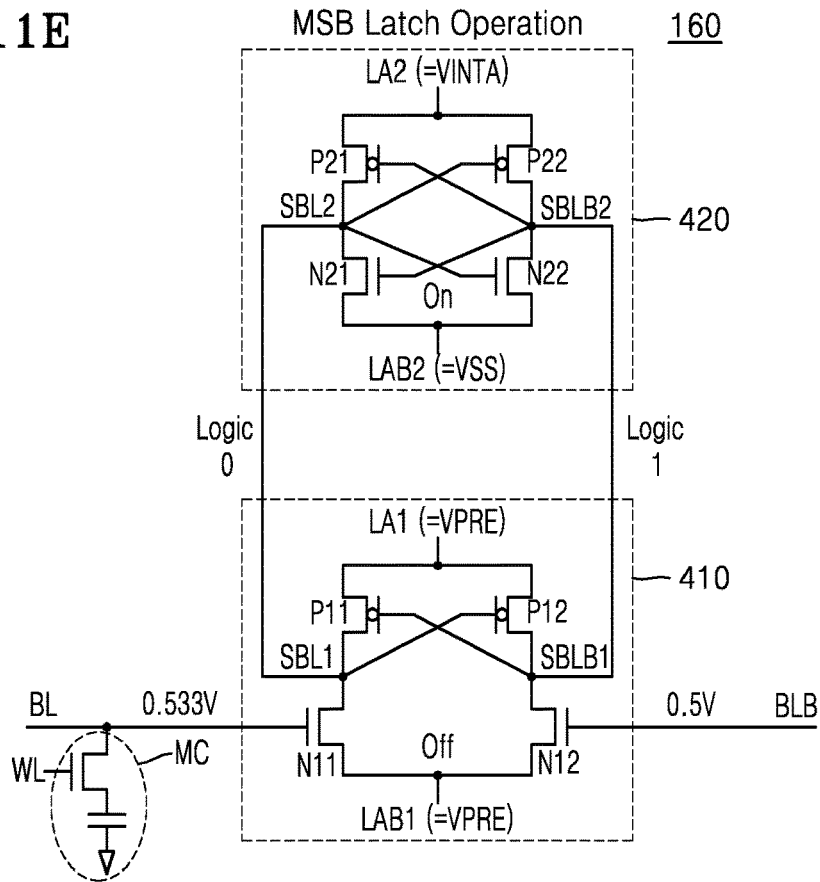 1E
MSB Latch Operation
160
LA2 (=VINTA)
P21
P22
SBL2
SBLB2
420
N21
N22
On
LAB2 (=VSS)
Logic
0
Logic
1
LA1 (=VPRE)
410
P11
P12
SBL1
SBLB1
BL
0.533V
0.5V
BLB
N11
Off
N12
WL
MC
LAB1 (=VPRE)